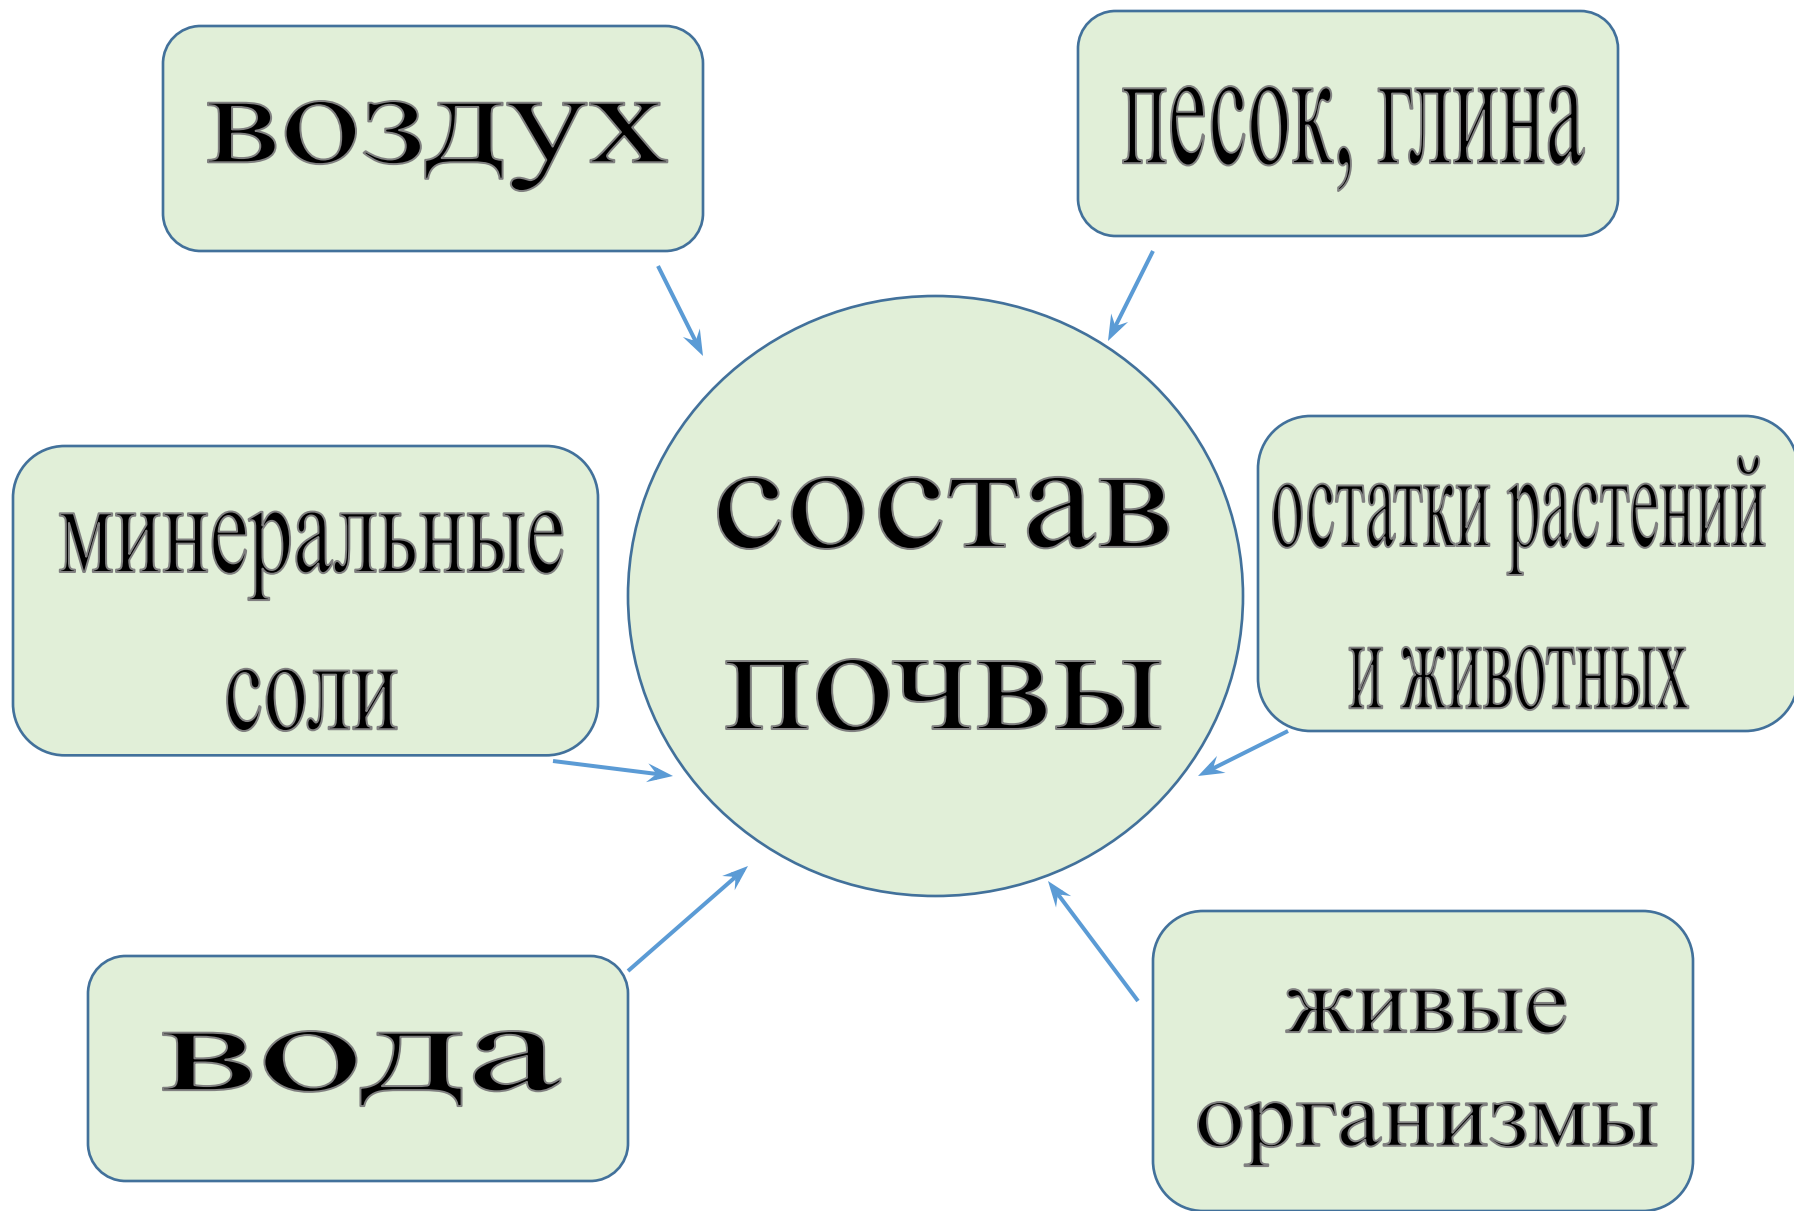 воздух
песок, глина
минеральные
соли
состав
почвы
остатки растений
и животных
вода
живые
организмы